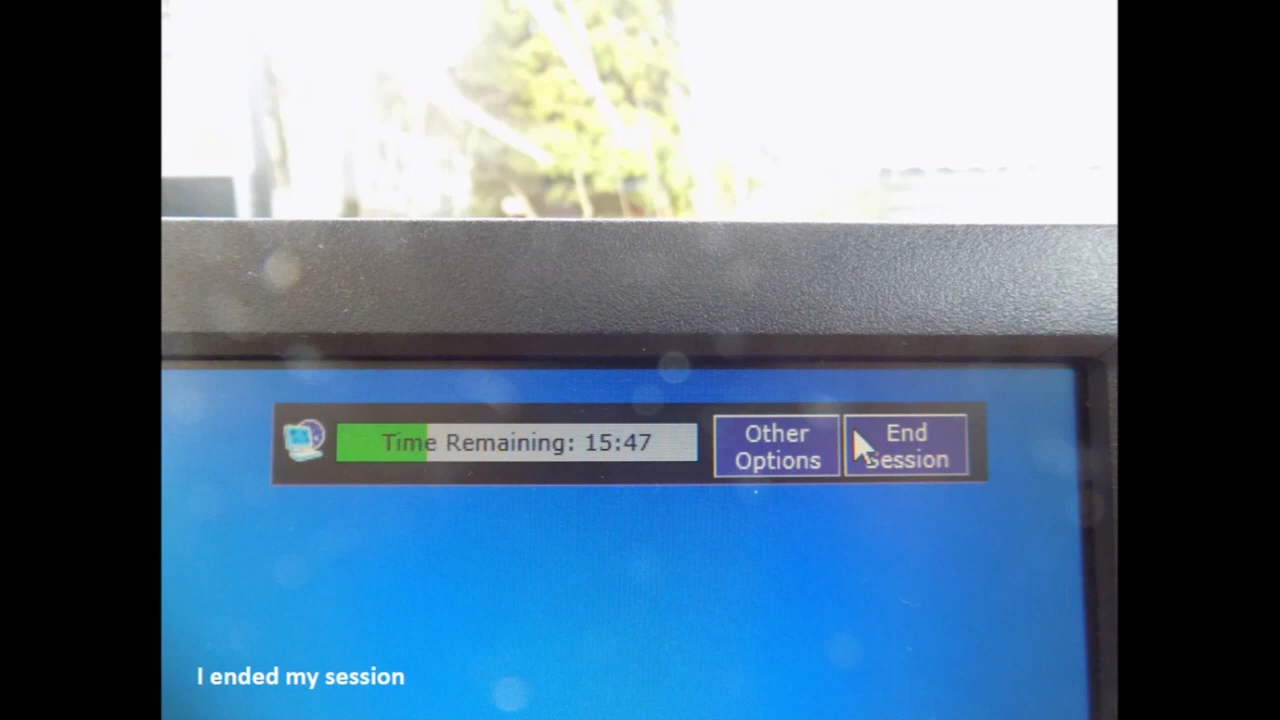 Time Remaining: 15:47
Other
Options
End
Session
I ended my session